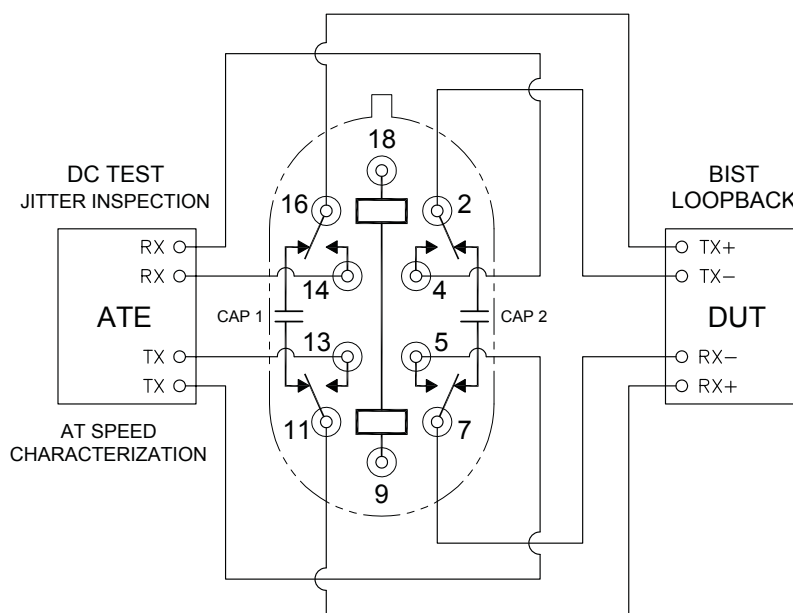 18
DC TEST
JITTER INSPECTION
16
2
BIST
LOOPBACK
RX
TX+
RX
TX-
14
4
ATE
CAP 1
CAP 2
DUT
13
5
TX
RX-
TX
RX+
11
7
AT SPEED
CHARACTERIZATION
9